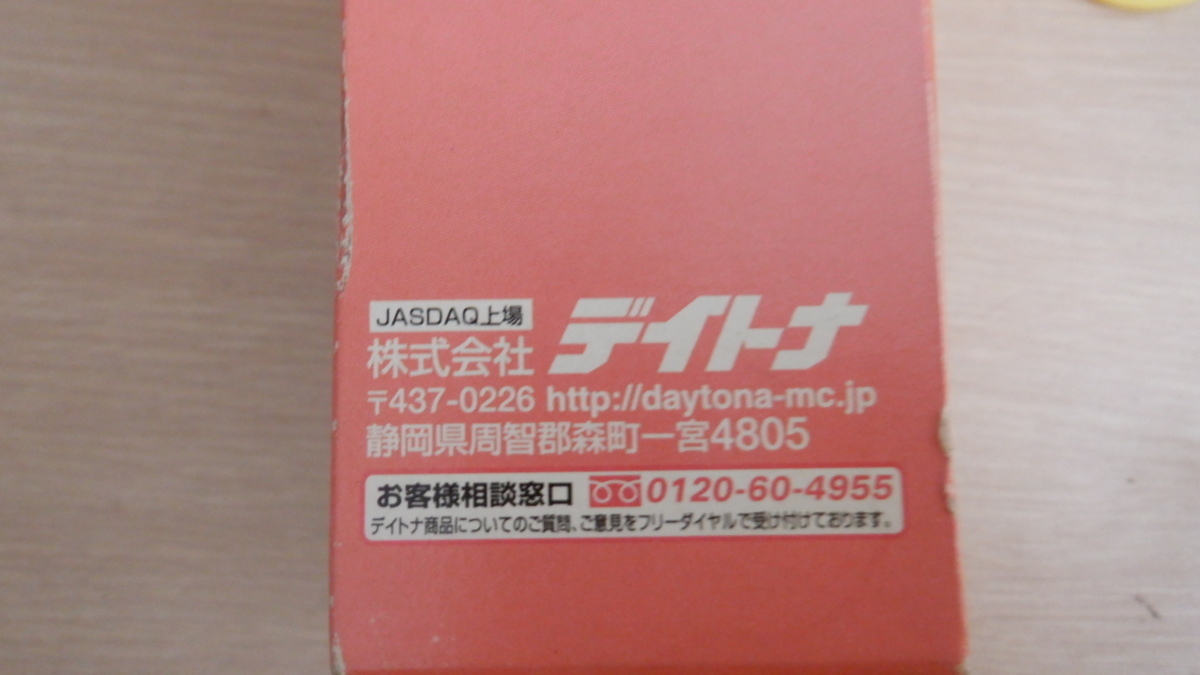 JASDAQ上場
株式会社 デイトナ
〒437-0226 http://daytona-mc.jp
静岡県周智郡森町一宮4805
お客様相談窓口 0120-60-4955
デイトナ商品についてのご質問、ご意見をフリーダイヤルで受け付けております。